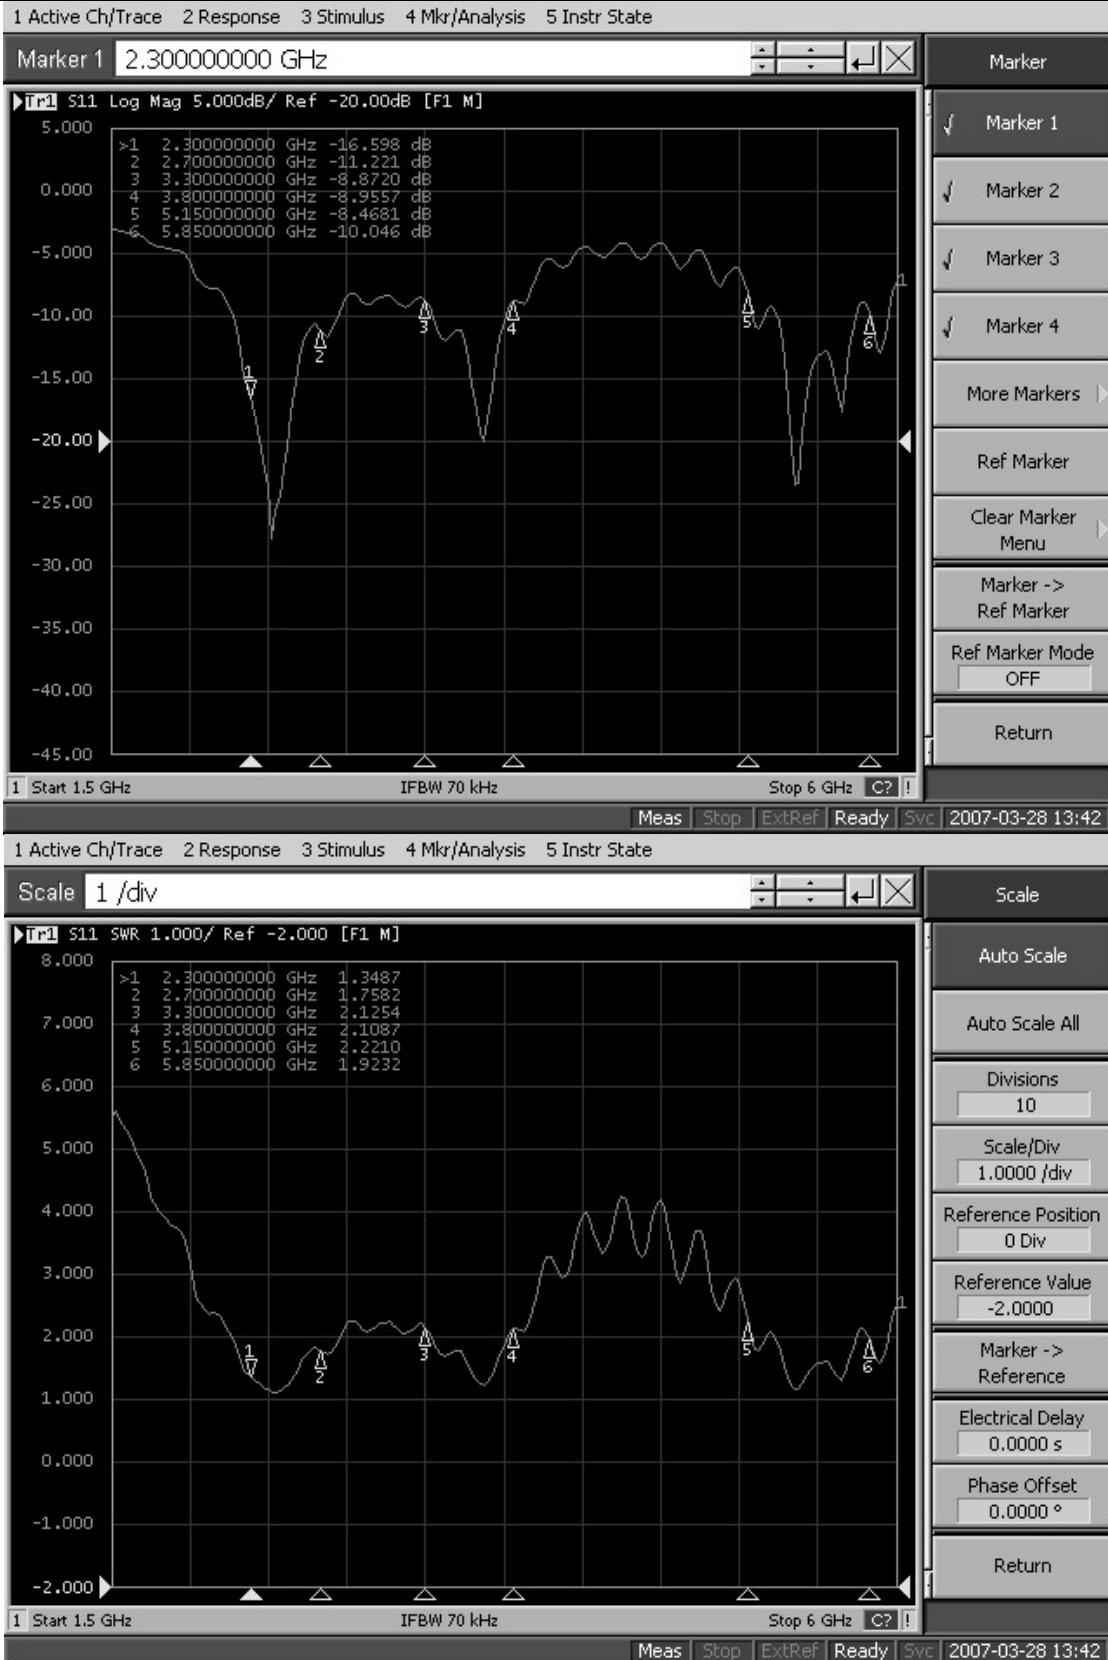 1 Active Ch/Trace 2 Response 3 Stimulus 4 Mkr/Analysis 5 Instr State
Marker 1 2.300000000 GHz
Marker
Tr1 S11 Log Mag 5.000dB/ Ref -20.00dB [F1 M]
5.000
>1 2.300000000 GHz -16.598 dB
2 2.700000000 GHz -11.221 dB
3 3.300000000 GHz -8.8720 dB
4 3.800000000 GHz -8.9557 dB
5 5.150000000 GHz -8.4681 dB
6 5.850000000 GHz -10.046 dB
0.000
-5.000
-10.00
-15.00
-20.00
-25.00
-30.00
-35.00
-40.00
-45.00
1
2
3
4
5
6
1
Marker 1
Marker 2
Marker 3
Marker 4
More Markers
Ref Marker
Clear Marker
Menu
Marker ->
Ref Marker
Ref Marker Mode
OFF
Return
1 Start 1.5 GHz IFBW 70 kHz Stop 6 GHz C? !
Meas Stop ExtRef Ready Svc 2007-03-28 13:42
1 Active Ch/Trace 2 Response 3 Stimulus 4 Mkr/Analysis 5 Instr State
Scale 1 /div
Scale
Tr1 S11 SWR 1.000/ Ref -2.000 [F1 M]
8.000
>1 2.300000000 GHz 1.3487
2 2.700000000 GHz 1.7582
3 3.300000000 GHz 2.1254
4 3.800000000 GHz 2.1087
5 5.150000000 GHz 2.2210
6 5.850000000 GHz 1.9232
7.000
6.000
5.000
4.000
3.000
2.000
1.000
0.000
-1.000
-2.000
1
2
3
4
5
6
1
Auto Scale
Auto Scale All
Divisions
10
Scale/Div
1.0000 /div
Reference Position
0 Div
Reference Value
-2.0000
Marker ->
Reference
Electrical Delay
0.0000 s
Phase Offset
0.0000 °
Return
1 Start 1.5 GHz IFBW 70 kHz Stop 6 GHz C? !
Meas Stop ExtRef Ready Svc 2007-03-28 13:42